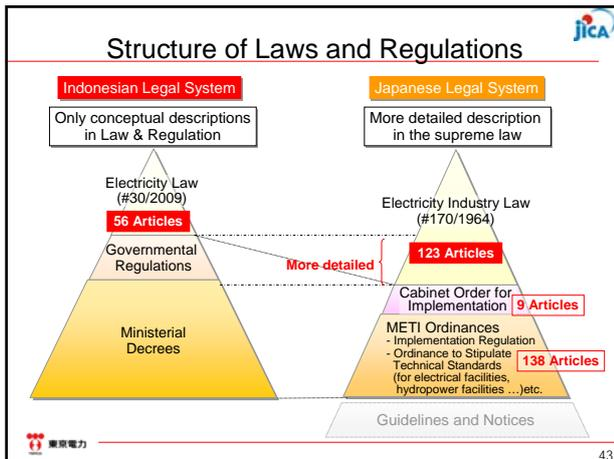 Structure of Laws and Regulations
jICA
Indonesian Legal System
Only conceptual descriptions
in Law & Regulation
Electricity Law
(#30/2009)
56 Articles
Governmental
Regulations
Ministerial
Decrees
More detailed
Japanese Legal System
More detailed description
in the supreme law
Electricity Industry Law
(#170/1964)
123 Articles
Cabinet Order for
Implementation
9 Articles
METI Ordinances
- Implementation Regulation
- Ordinance to Stipulate
Technical Standards
(for electrical facilities,
hydropower facilities …)etc.
138 Articles
Guidelines and Notices
東京電力
43